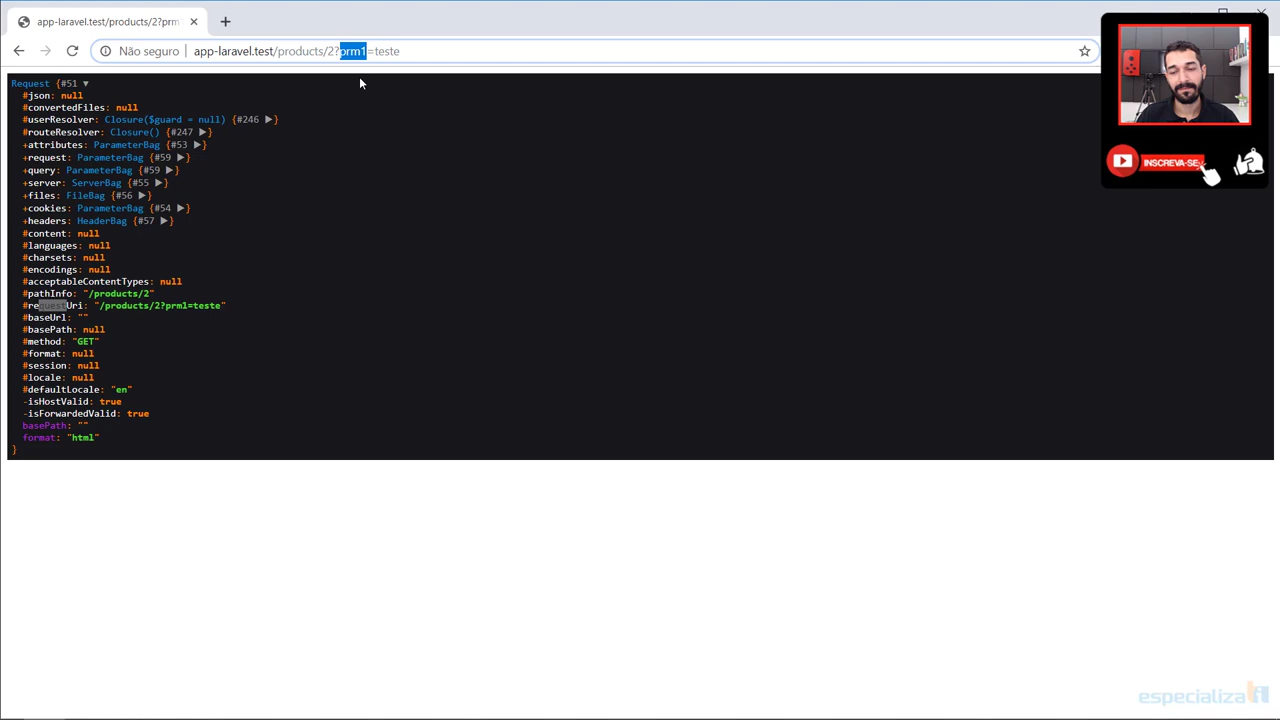 app-laravel.test/products/2?prm
Não seguro
app-laravel.test/products/2?prm1=teste
INSCREVA-SE
Request {#51 ▼
#json: null
#convertedFiles: null
#userResolver: Closure($guard = null) {#246 ▶}
#routeResolver: Closure() {#247 ▶}
+attributes: ParameterBag {#53 ▶}
+request: ParameterBag {#59 ▶}
+query: ParameterBag {#59 ▶}
+server: ServerBag {#55 ▶}
+files: FileBag {#56 ▶}
+cookies: ParameterBag {#54 ▶}
+headers: HeaderBag {#57 ▶}
#content: null
#languages: null
#charsets: null
#encodings: null
#acceptableContentTypes: null
#pathInfo: "/products/2"
#requestUri: "/products/2?prm1=teste"
#baseUrl: ""
#basePath: null
#method: "GET"
#format: null
#session: null
#locale: null
#defaultLocale: "en"
-isHostValid: true
-isForwardedValid: true
basePath: ""
format: "html"
}
especializati